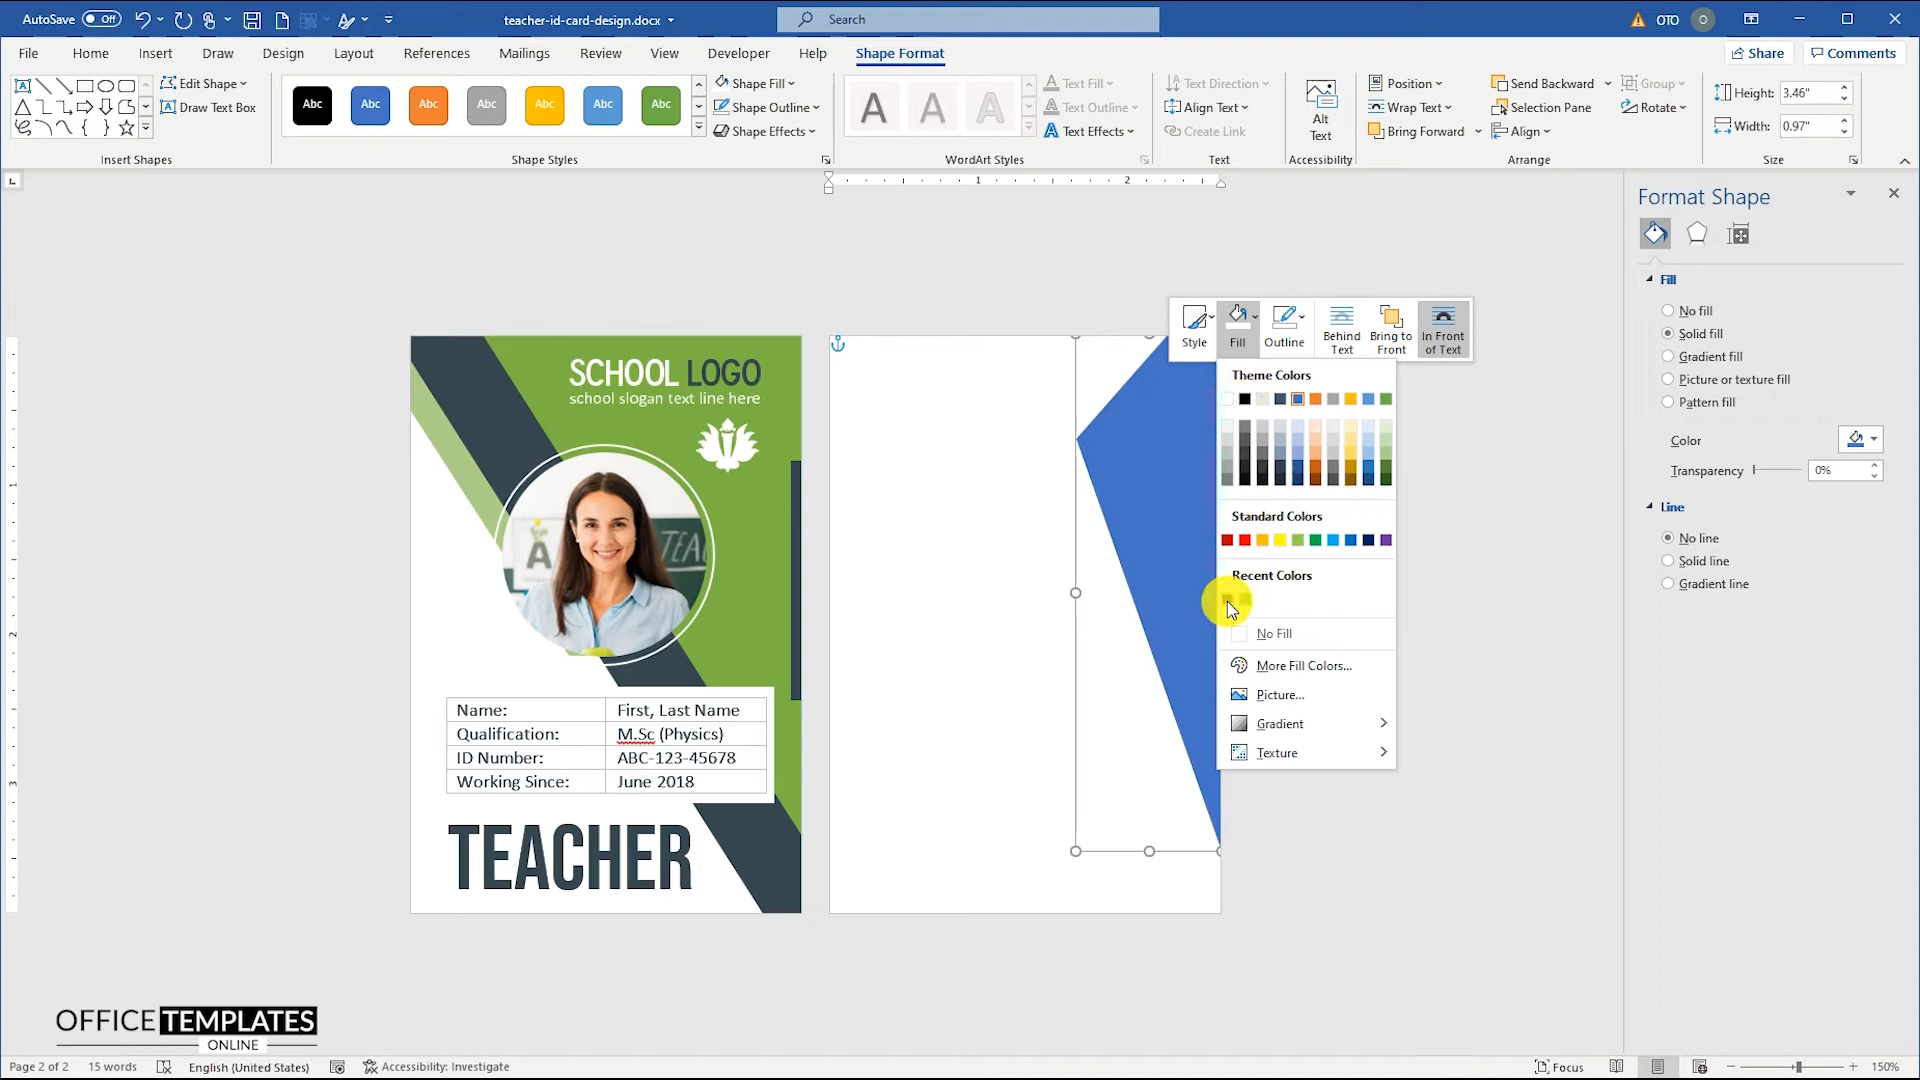 AutoSave Off
teacher-id-card-design.docx
Search
OTO
O
File Home Insert Draw Design Layout References Mailings Review View Developer Help Shape Format
Share Comments
Edit Shape
Draw Text Box
Insert Shapes
Abc Abc Abc Abc Abc Abc Abc
Shape Fill
Shape Outline
Shape Effects
Shape Styles
A A A
WordArt Styles
Text Fill
Text Outline
Text Effects
Text Direction
Align Text
Create Link
Text
Alt
Text
Accessibility
Position
Wrap Text
Bring Forward
Send Backward
Selection Pane
Align
Group
Rotate
Arrange
Height: 3.46"
Width: 0.97"
Size
1 2
1
2
3
SCHOOL LOGO
school slogan text line here
A
TEA
Name: First, Last Name
Qualification: M.Sc (Physics)
ID Number: ABC-123-45678
Working Since: June 2018
TEACHER
Style
Fill
Outline
Behind
Text
Bring to
Front
In Front
of Text
Theme Colors
Standard Colors
Recent Colors
No Fill
More Fill Colors...
Picture...
Gradient
Texture
Format Shape
Fill
No fill
Solid fill
Gradient fill
Picture or texture fill
Pattern fill
Color
Transparency 0%
Line
No line
Solid line
Gradient line
OFFICE TEMPLATES
ONLINE
Page 2 of 2 15 words English (United States) Accessibility: Investigate
Focus
150%